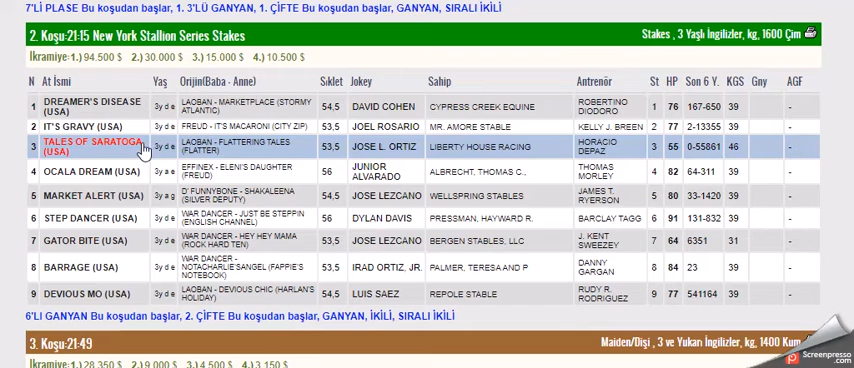 7'Lİ PLASE Bu koşudan başlar, 1. 3'LÜ GANYAN, 1. ÇİFTE Bu koşudan başlar, GANYAN, SIRALI İKİLİ
2. Koşu:21:15 New York Stallion Series Stakes Stakes , 3 Yaşlı İngilizler, kg, 1600 Çim
İkramiye:1.) 94.500 $ 2.) 30.000 $ 3.) 15.000 $ 4.) 10.500 $
N At İsmi Yaş Orijin(Baba - Anne) Sıklet Jokey Sahip Antrenör St HP Son 6 Y. KGS Gny AGF
1 DREAMER'S DISEASE (USA) 3y d e LAOBAN - MARKETPLACE (STORMY ATLANTIC) 54,5 DAVID COHEN CYPRESS CREEK EQUINE ROBERTINO DIODORO 1 76 167-650 39 -
2 IT'S GRAVY (USA) 3y d e FREUD - IT'S MACARONI (CITY ZIP) 53,5 JOEL ROSARIO MR. AMORE STABLE KELLY J. BREEN 2 77 2-13355 39 -
3 TALES OF SARATOGA (USA) 3y d e LAOBAN - FLATTERING TALES (FLATTER) 53,5 JOSE L. ORTIZ LIBERTY HOUSE RACING HORACIO DEPAZ 3 55 0-55861 46 -
4 OCALA DREAM (USA) 3y a e EFFINEX - ELENI'S DAUGHTER (FREUD) 56 JUNIOR ALVARADO ALBRECHT, THOMAS C., THOMAS MORLEY 4 82 64-311 39 -
5 MARKET ALERT (USA) 3y a g D' FUNNYBONE - SHAKALEENA (SILVER DEPUTY) 54,5 JOSE LEZCANO WELLSPRING STABLES JAMES T. RYERSON 5 80 33-1420 39 -
6 STEP DANCER (USA) 3y d e WAR DANCER - JUST BE STEPPIN (ENGLISH CHANNEL) 56 DYLAN DAVIS PRESSMAN, HAYWARD R. BARCLAY TAGG 6 91 131-832 39 -
7 GATOR BITE (USA) 3y d e WAR DANCER - HEY HEY MAMA (ROCK HARD TEN) 53,5 JOSE LEZCANO BERGEN STABLES, LLC J. KENT SWEEZEY 7 64 6351 31 -
8 BARRAGE (USA) 3y d e WAR DANCER - NOTACHARLIE'SANGEL (FAPPIE'S NOTEBOOK) 53,5 IRAD ORTIZ, JR. PALMER, TERESA AND P DANNY GARGAN 8 84 23 39 -
9 DEVIOUS MO (USA) 3y d e LAOBAN - DEVIOUS CHIC (HARLAN'S HOLIDAY) 54,5 LUIS SAEZ REPOLE STABLE RUDY R. RODRIGUEZ 9 77 541164 39 -
6'LI GANYAN Bu koşudan başlar, 2. ÇİFTE Bu koşudan başlar, GANYAN, İKİLİ, SIRALI İKİLİ
3. Koşu:21:49 Maiden/Dişi , 3 ve Yukarı İngilizler, kg, 1400 Kum
İkramiye:1.) 28.350 $ 2.) 9.000 $ 3.) 4.500 $ 4.) 3.150 $
Screenpresso.com